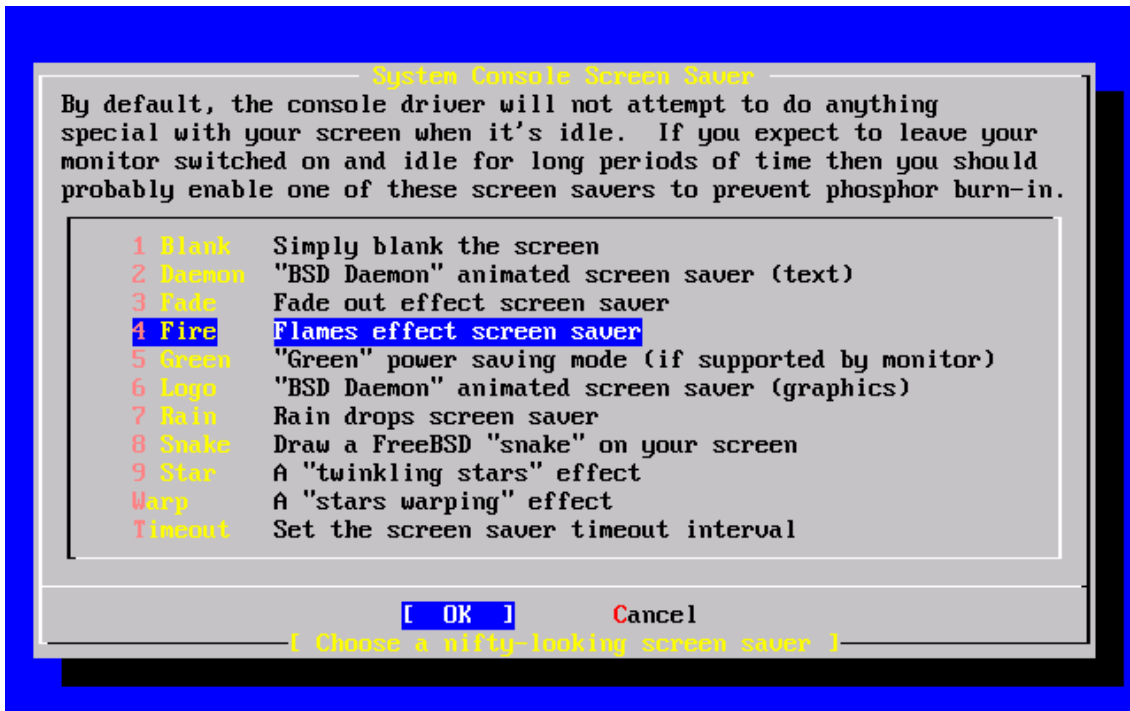 System Console Screen Saver
By default, the console driver will not attempt to do anything
special with your screen when it's idle.  If you expect to leave your
monitor switched on and idle for long periods of time then you should
probably enable one of these screen savers to prevent phosphor burn-in.
1 Blank   Simply blank the screen
2 Daemon  "BSD Daemon" animated screen saver (text)
3 Fade    Fade out effect screen saver
4 Fire    Flames effect screen saver
5 Green   "Green" power saving mode (if supported by monitor)
6 Logo    "BSD Daemon" animated screen saver (graphics)
7 Rain    Rain drops screen saver
8 Snake   Draw a FreeBSD "snake" on your screen
9 Star    A "twinkling stars" effect
Warp      A "stars warping" effect
Timeout   Set the screen saver timeout interval
[  OK  ]       Cancel
[ Choose a nifty-looking screen saver ]